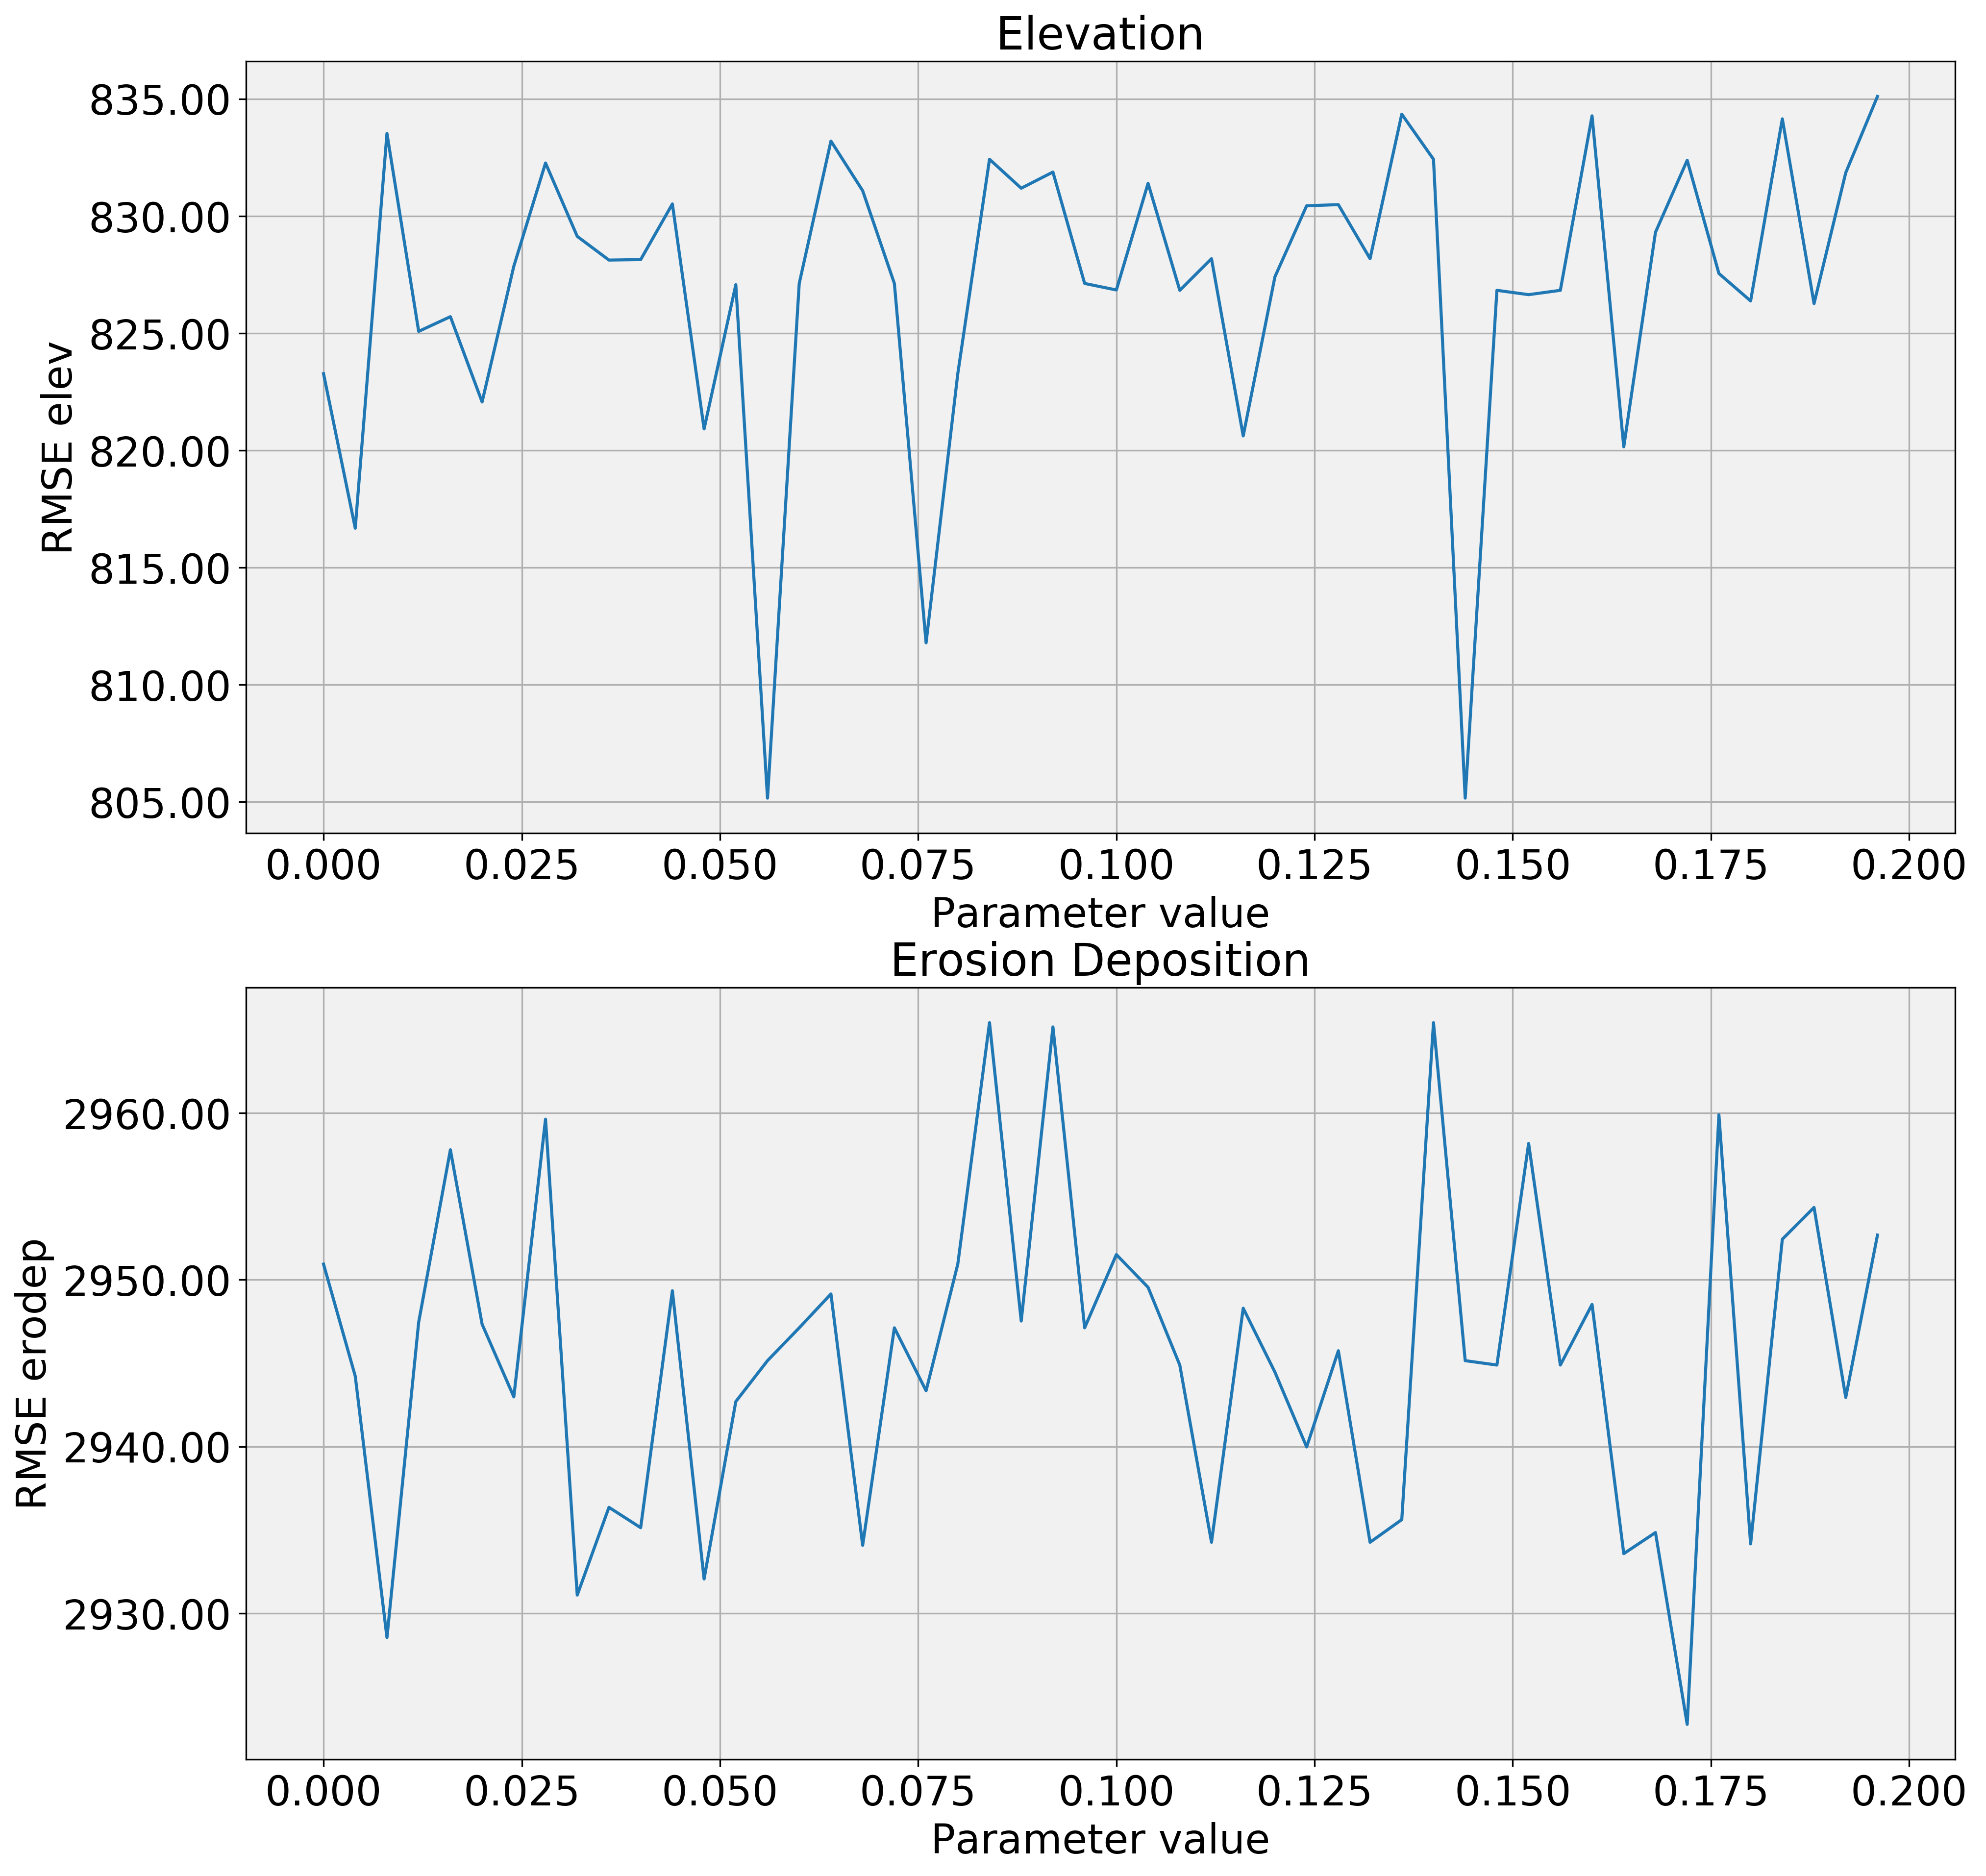 Elevation
835.00
830.00
825.00
820.00
815.00
810.00
805.00
RMSE elev
0.000 0.025 0.050 0.075 0.100 0.125 0.150 0.175 0.200
Parameter value
Erosion Deposition
2960.00
2950.00
2940.00
2930.00
RMSE erodep
0.000 0.025 0.050 0.075 0.100 0.125 0.150 0.175 0.200
Parameter value